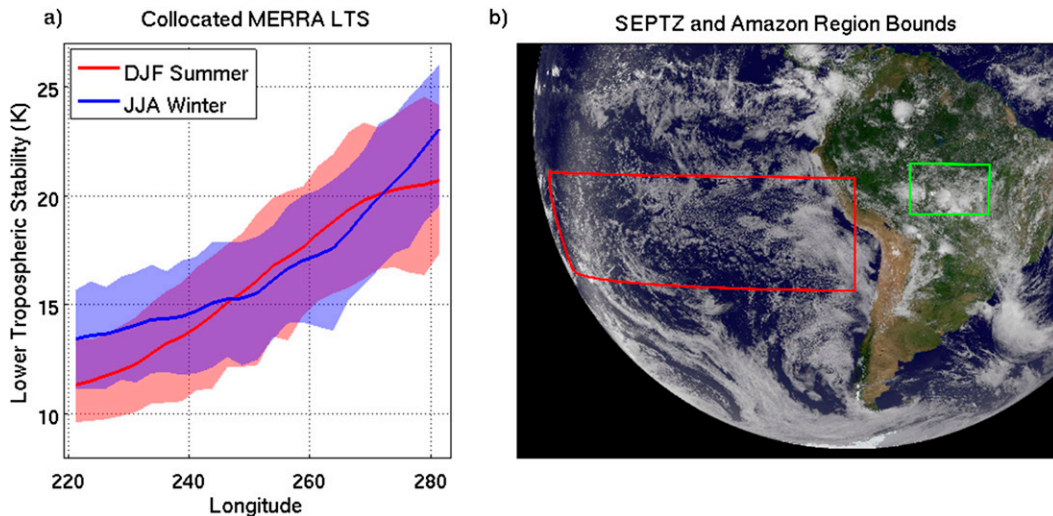 a)
Collocated MERRA LTS
DJF Summer
JJA Winter
Lower Tropospheric Stability (K)
25
20
15
10
220
240
260
280
Longitude
b)
SEPTZ and Amazon Region Bounds